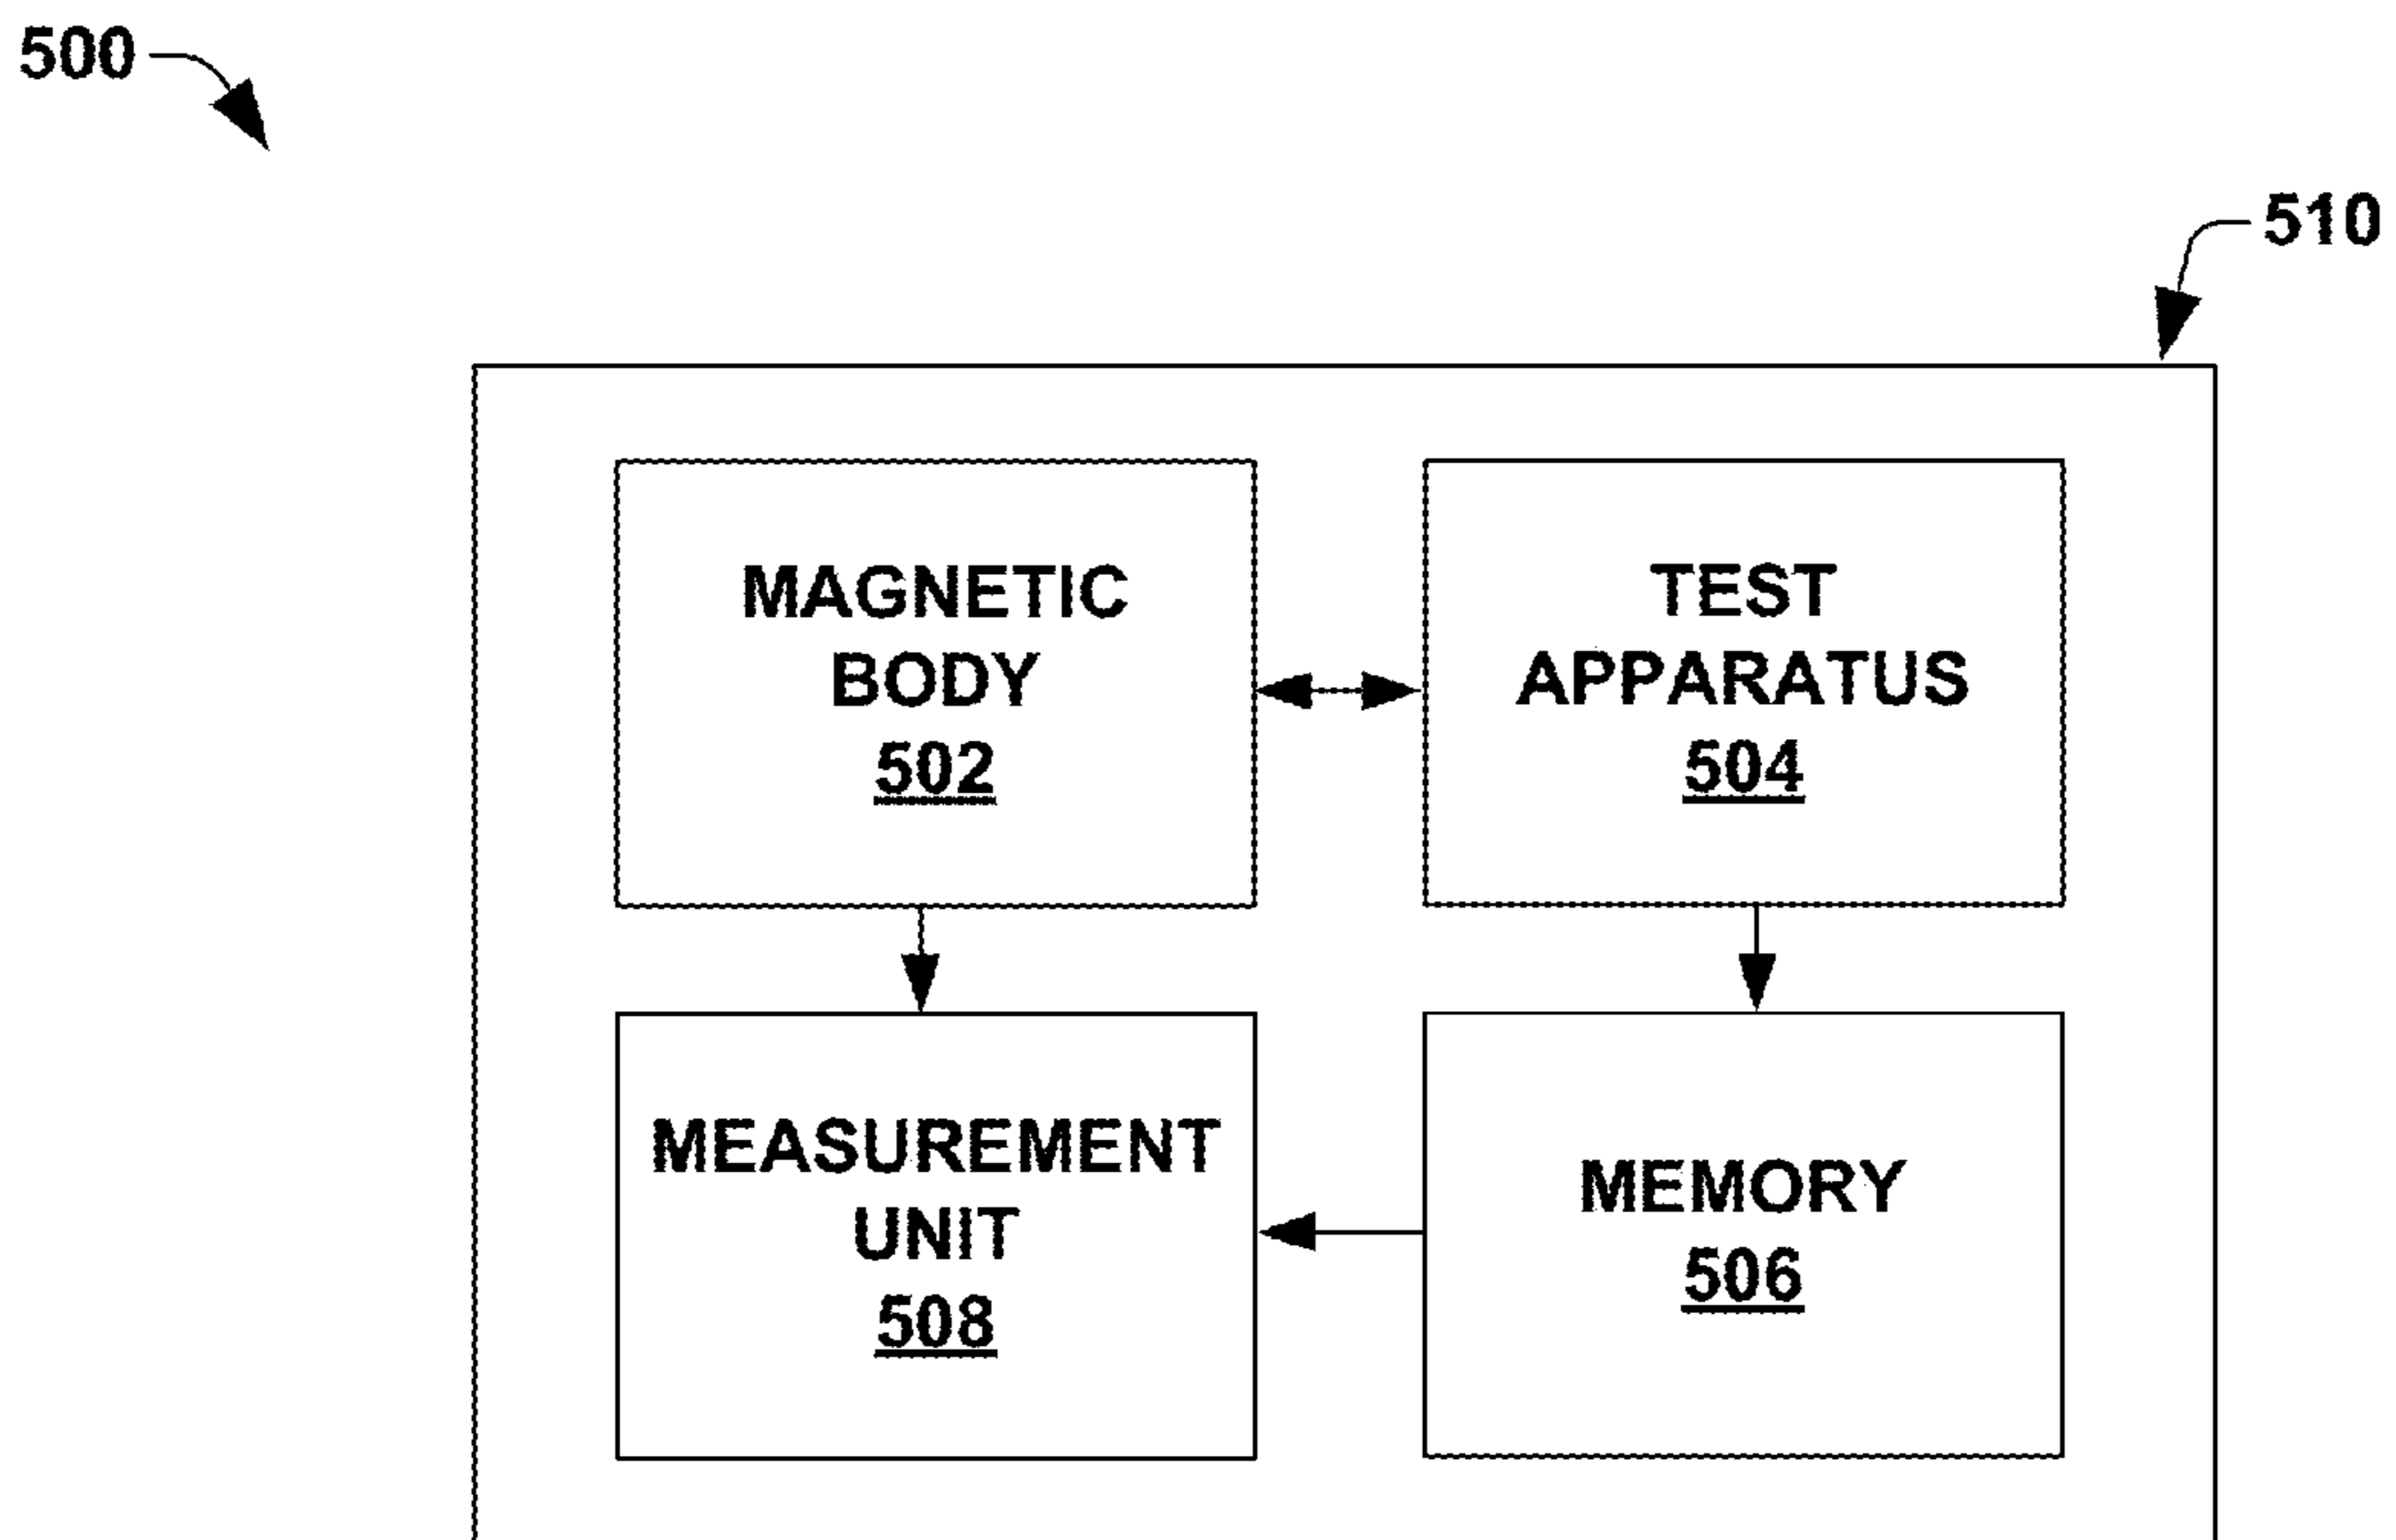 500
510
MAGNETIC
BODY
502
TEST
APPARATUS
504
MEASUREMENT
UNIT
508
MEMORY
506